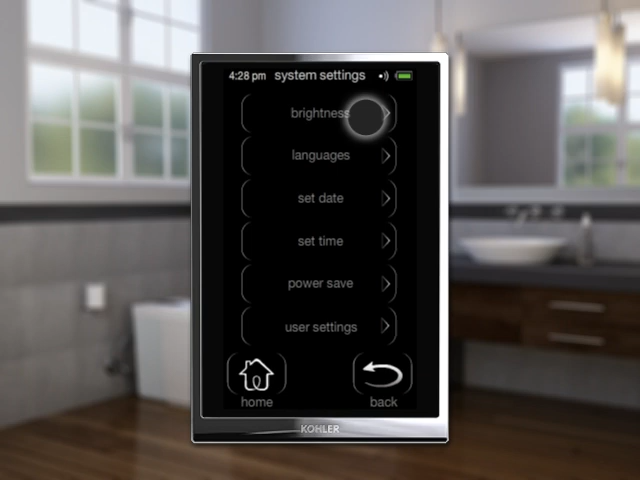 4:28 pm system settings
brightness
languages
set date
set time
power save
user settings
home back
KOHLER